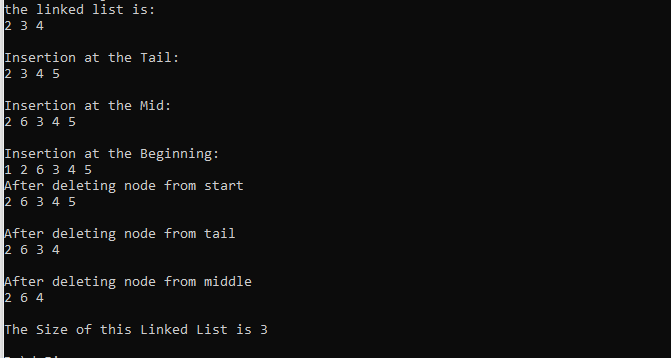 the linked list is:
2 3 4
Insertion at the Tail:
2 3 4 5
Insertion at the Mid:
2 6 3 4 5
Insertion at the Beginning:
1 2 6 3 4 5
After deleting node from start
2 6 3 4 5
After deleting node from tail
2 6 3 4
After deleting node from middle
2 6 4
The Size of this Linked List is 3